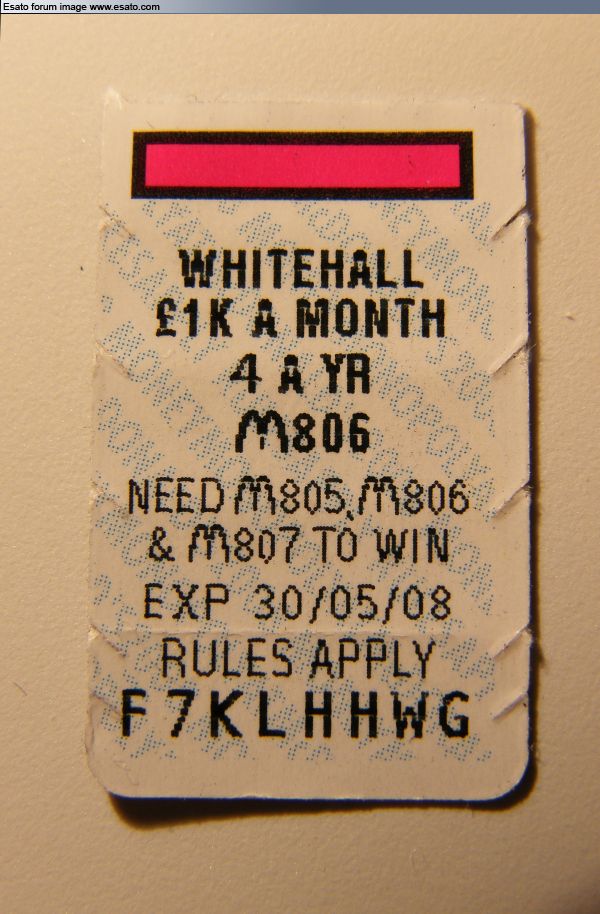 Esato forum image www.esato.com
WHITEHALL
£1K A MONTH
4 A YR
M806
NEED M805, M806
& M807 TO WIN
EXP 30/05/08
RULES APPLY
F7KLHHWG